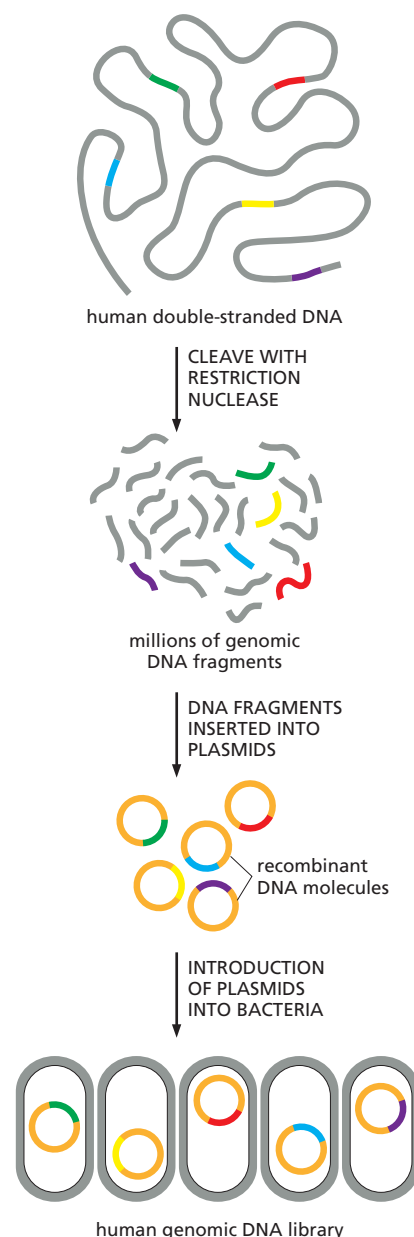 human double-stranded DNA
CLEAVE WITH
RESTRICTION
NUCLEASE
millions of genomic
DNA fragments
DNA FRAGMENTS
INSERTED INTO
PLASMIDS
recombinant
DNA molecules
INTRODUCTION
OF PLASMIDS
INTO BACTERIA
human genomic DNA library